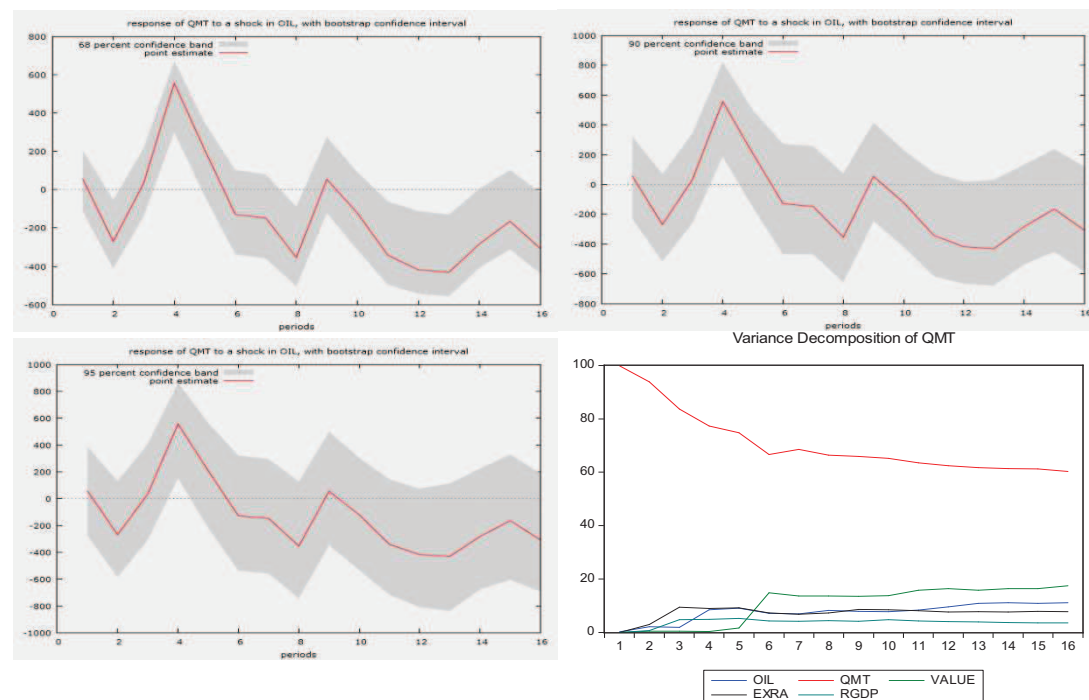 response of QMT to a shock in OIL, with bootstrap confidence interval
68 percent confidence band
point estimate
800
600
400
200
0
-200
-400
-600
0 2 4 6 8 10 12 14 16
periods
response of QMT to a shock in OIL, with bootstrap confidence interval
90 percent confidence band
point estimate
1000
800
600
400
200
0
-200
-400
-600
-800
0 2 4 6 8 10 12 14 16
periods
response of QMT to a shock in OIL, with bootstrap confidence interval
95 percent confidence band
point estimate
1000
800
600
400
200
0
-200
-400
-600
-800
-1000
0 2 4 6 8 10 12 14 16
periods
Variance Decomposition of QMT
100
80
60
40
20
0
1 2 3 4 5 6 7 8 9 10 11 12 13 14 15 16
OIL QMT VALUE
EXRA RGDP